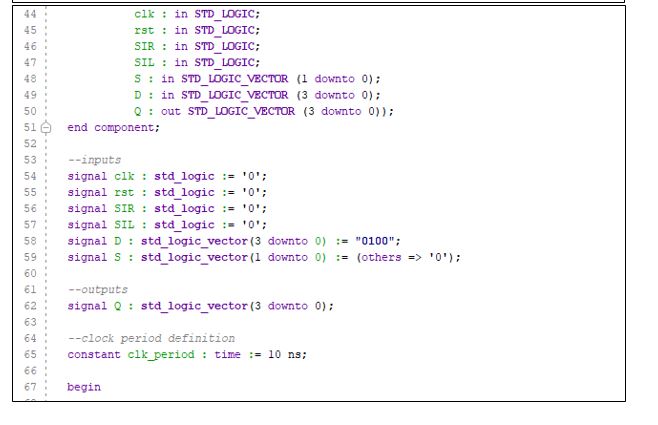 44 clk : in STD_LOGIC;
45 rst : in STD_LOGIC;
46 SIR : in STD_LOGIC;
47 SIL : in STD_LOGIC;
48 S : in STD_LOGIC_VECTOR (1 downto 0);
49 D : in STD_LOGIC_VECTOR (3 downto 0);
50 Q : out STD_LOGIC_VECTOR (3 downto 0));
51 end component;
52
53 --inputs
54 signal clk : std_logic := '0';
55 signal rst : std_logic := '0';
56 signal SIR : std_logic := '0';
57 signal SIL : std_logic := '0';
58 signal D : std_logic_vector(3 downto 0) := "0100";
59 signal S : std_logic_vector(1 downto 0) := (others => '0');
60
61 --outputs
62 signal Q : std_logic_vector(3 downto 0);
63
64 --clock period definition
65 constant clk_period : time := 10 ns;
66
67 begin